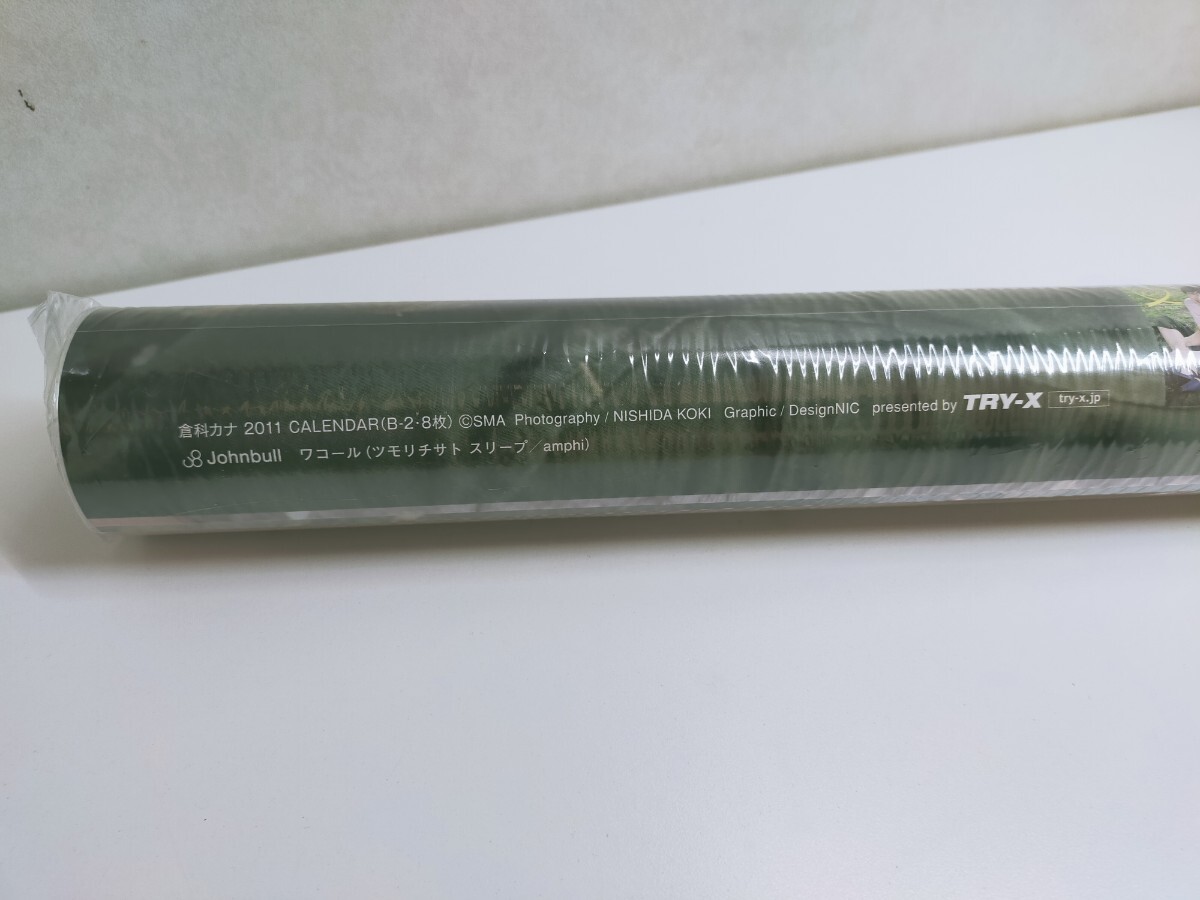 倉科カナ 2011 CALENDAR(B-2・8枚) ©SMA Photography / NISHIDA KOKI Graphic / DesignNIC presented by TRY-X try-x.jp
Johnbull ワコール (ツモリチサト スリープ／amphi)